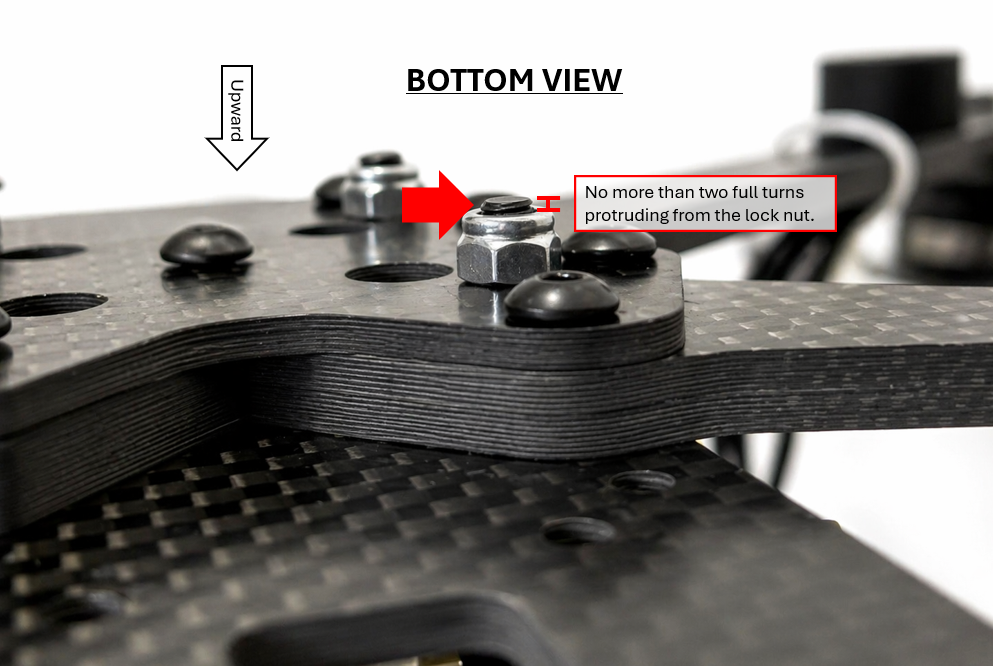 BOTTOM VIEW
Upward
No more than two full turns
protruding from the lock nut.